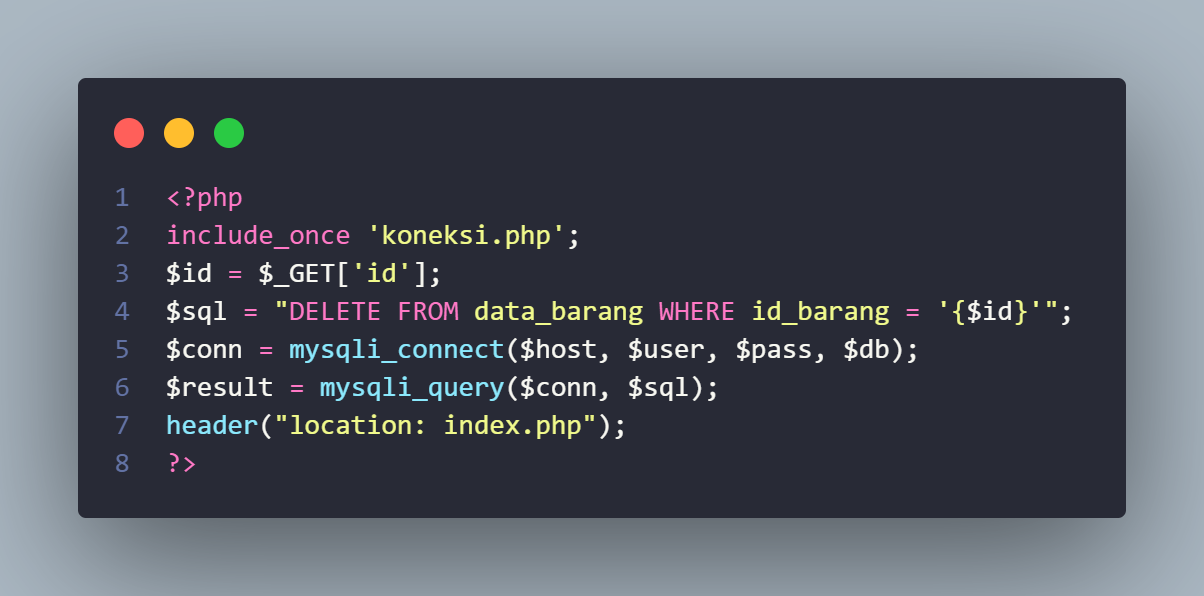 1 <?php
2 include_once 'koneksi.php';
3 $id = $_GET['id'];
4 $sql = "DELETE FROM data_barang WHERE id_barang = '{$id}'";
5 $conn = mysqli_connect($host, $user, $pass, $db);
6 $result = mysqli_query($conn, $sql);
7 header("location: index.php");
8 ?>